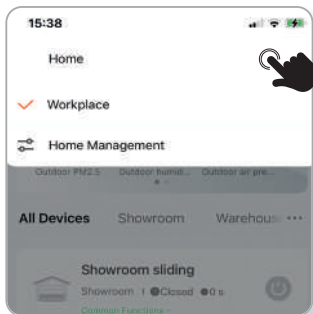 15:38
Home
Workplace
Home Management
Outdoor PM2.5 Outdoor humidi... Outdoor air pre...
All Devices Showroom Warehous ...
Showroom sliding
Showroom | Closed 0 s
Common Functions